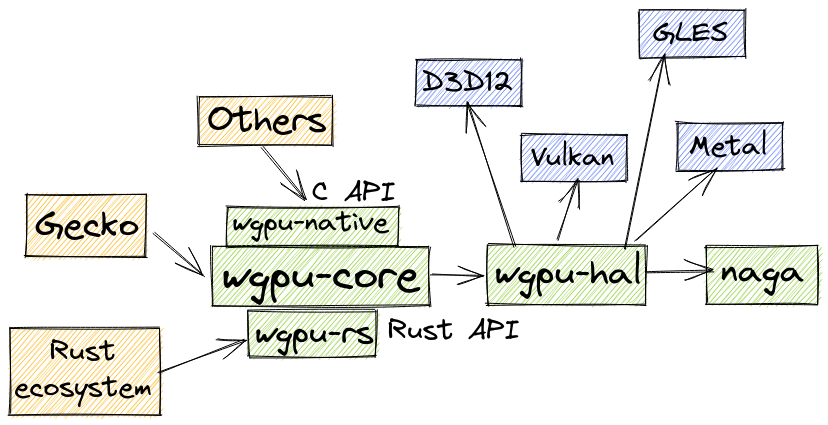 GLES
D3D12
Others
Vulkan
Metal
C API
Gecko
wgpu-native
wgpu-core
wgpu-hal
naga
wgpu-rs
Rust API
Rust
ecosystem